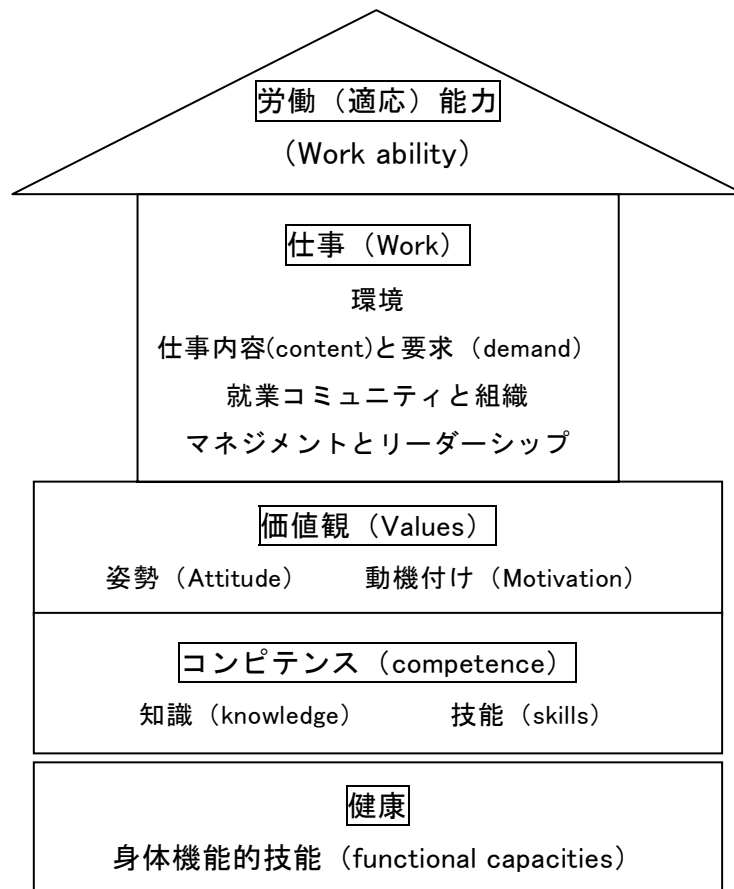 労働（適応）能力
（Work ability）
仕事（Work）
環境
仕事内容(content)と要求（demand）
就業コミュニティと組織
マネジメントとリーダーシップ
価値観（Values）
姿勢（Attitude） 動機付け（Motivation）
コンピテンス（competence）
知識（knowledge） 技能（skills）
健康
身体機能的技能（functional capacities）